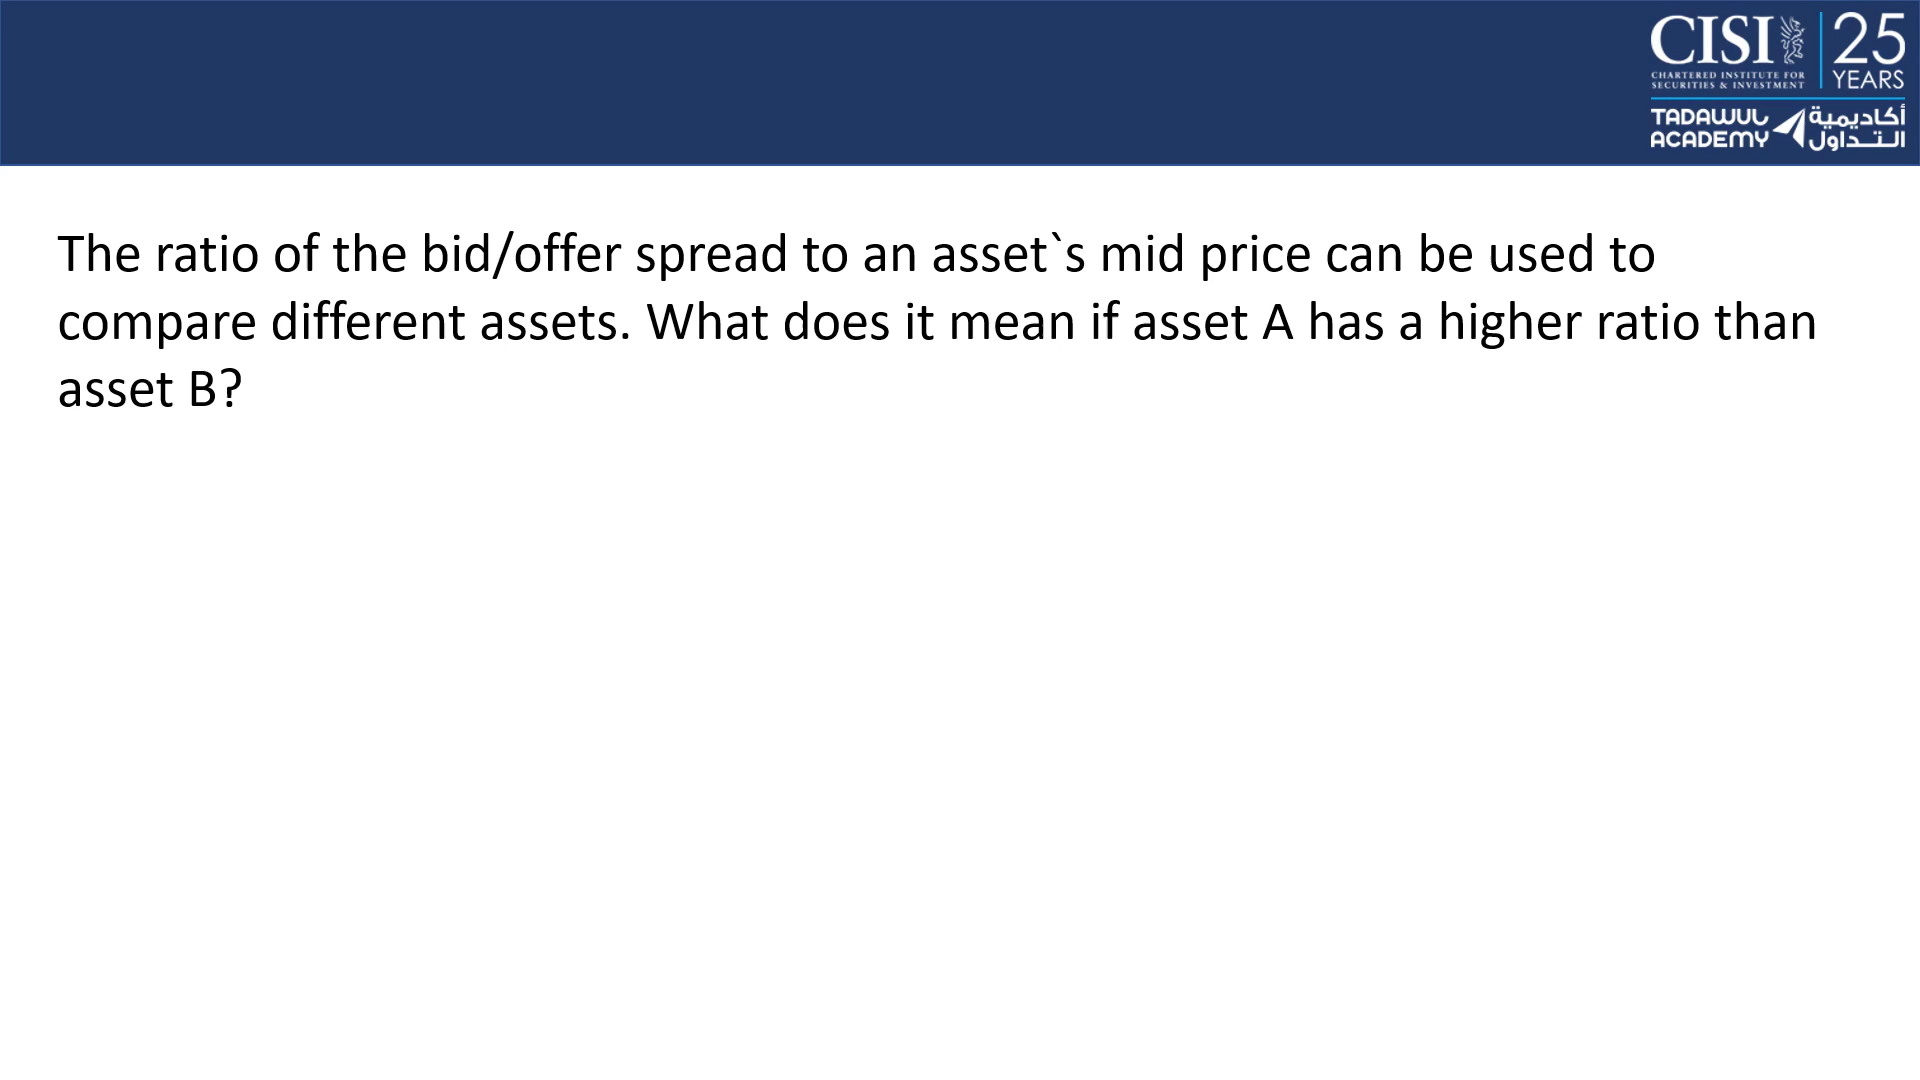 CISI
CHARTERED INSTITUTE FOR
SECURITIES & INVESTMENT
25
YEARS
TADAWUL
ACADEMY
أكاديمية
التداول
The ratio of the bid/offer spread to an asset`s mid price can be used to
compare different assets. What does it mean if asset A has a higher ratio than
asset B?